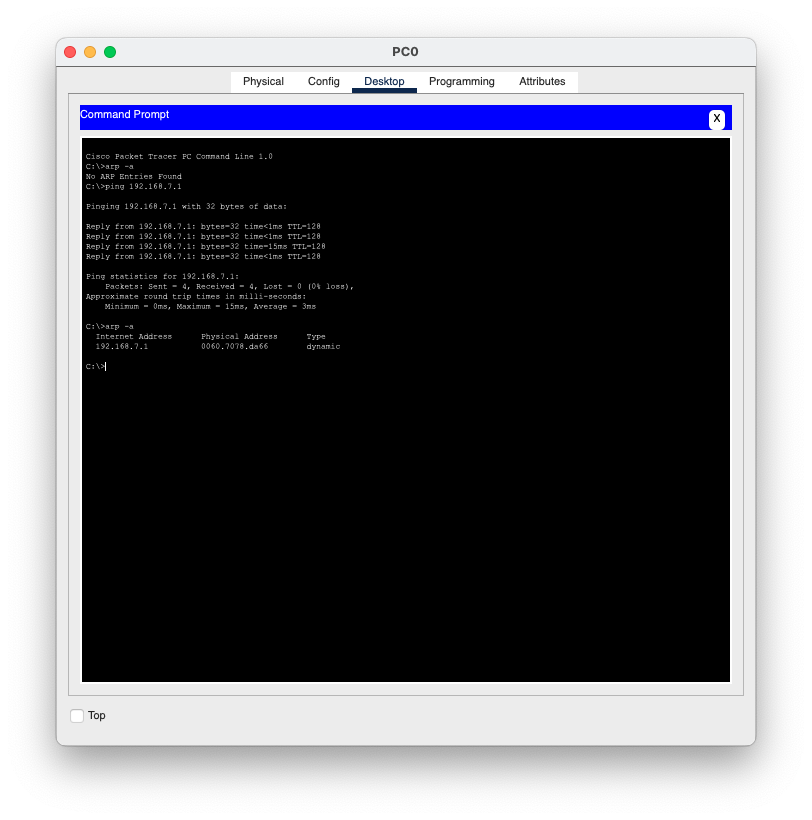 PC0
Physical Config Desktop Programming Attributes
Command Prompt
X
Cisco Packet Tracer PC Command Line 1.0
C:\>arp -a
No ARP Entries Found
C:\>ping 192.168.7.1
Pinging 192.168.7.1 with 32 bytes of data:
Reply from 192.168.7.1: bytes=32 time<1ms TTL=128
Reply from 192.168.7.1: bytes=32 time<1ms TTL=128
Reply from 192.168.7.1: bytes=32 time=15ms TTL=128
Reply from 192.168.7.1: bytes=32 time<1ms TTL=128
Ping statistics for 192.168.7.1:
Packets: Sent = 4, Received = 4, Lost = 0 (0% loss),
Approximate round trip times in milli-seconds:
Minimum = 0ms, Maximum = 15ms, Average = 3ms
C:\>arp -a
Internet Address Physical Address Type
192.168.7.1 0060.7078.da66 dynamic
C:\>
Top